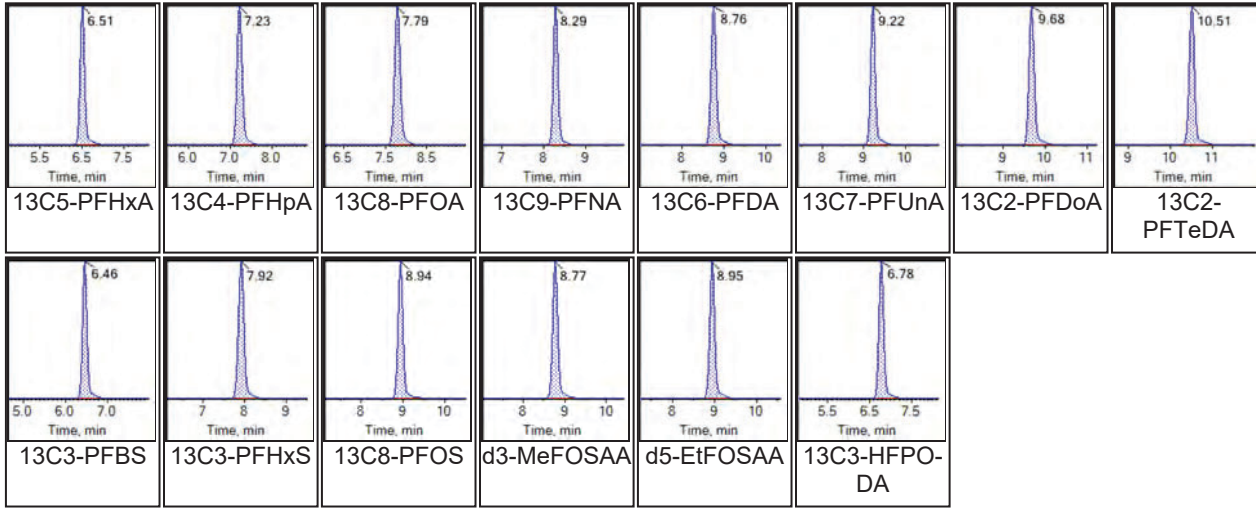 6.51
5.5 6.5 7.5
Time, min
13C5-PFHxA
7.23
6.0 7.0 8.0
Time, min
13C4-PFHpA
7.79
6.5 7.5 8.5
Time, min
13C8-PFOA
8.29
7 8 9
Time, min
13C9-PFNA
8.76
8 9 10
Time, min
13C6-PFDA
9.22
8 9 10
Time, min
13C7-PFUnA
9.68
9 10 11
Time, min
13C2-PFDoA
10.51
9 10 11
Time, min
13C2-
PFTeDA
6.46
5.0 6.0 7.0
Time, min
13C3-PFBS
7.92
7 8 9
Time, min
13C3-PFHxS
8.94
8 9 10
Time, min
13C8-PFOS
8.77
8 9 10
Time, min
d3-MeFOSAA
8.95
8 9 10
Time, min
d5-EtFOSAA
6.78
5.5 6.5 7.5
Time, min
13C3-HFPO-
DA